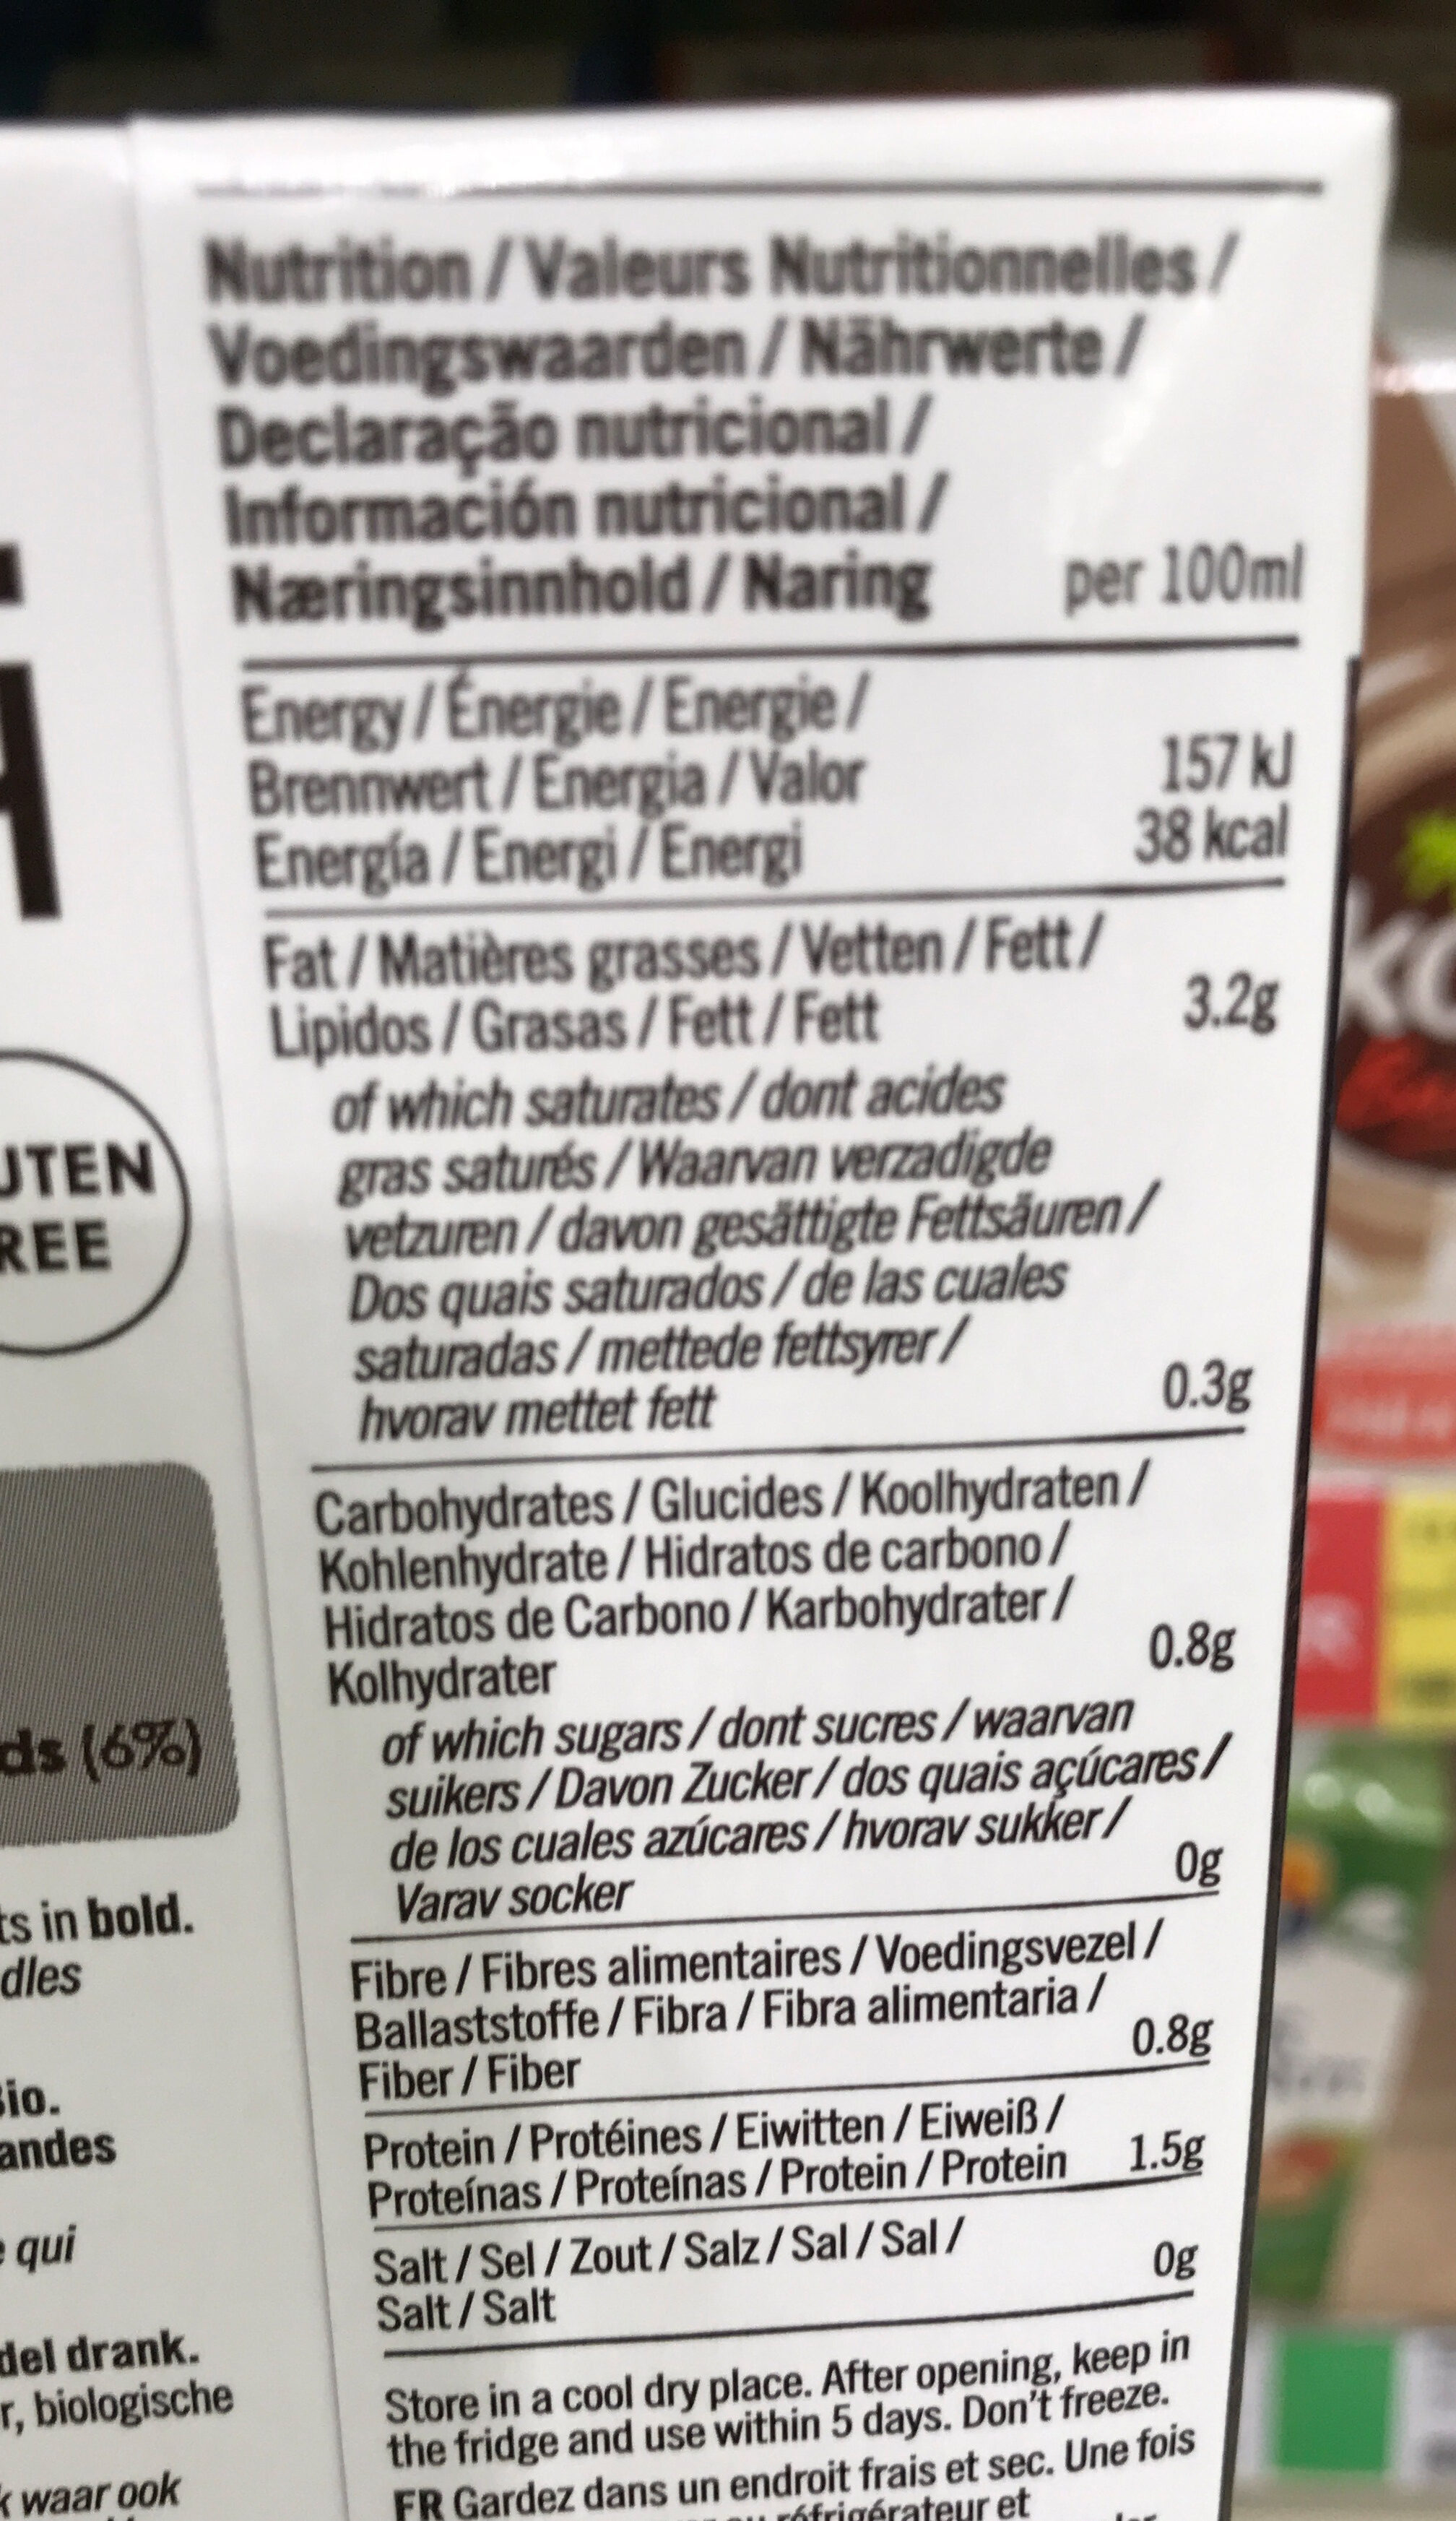 Nutrition / Valeurs Nutritionnelles /
Voedingswaarden / Nährwerte /
Declaração nutricional /
Información nutricional /
Næringsinnhold / Naring per 100ml
Energy / Énergie / Energie /
Brennwert / Energia / Valor 157 kJ
Energía / Energi / Energi 38 kcal
Fat / Matières grasses / Vetten / Fett /
Lipidos / Grasas / Fett / Fett 3.2g
of which saturates / dont acides
gras saturés / Waarvan verzadigde
vetzuren / davon gesättigte Fettsäuren /
Dos quais saturados / de las cuales
saturadas / mettede fettsyrer /
hvorav mettet fett 0.3g
Carbohydrates / Glucides / Koolhydraten /
Kohlenhydrate / Hidratos de carbono /
Hidratos de Carbono / Karbohydrater /
Kolhydrater 0.8g
of which sugars / dont sucres / waarvan
suikers / Davon Zucker / dos quais açúcares /
de los cuales azúcares / hvorav sukker /
Varav socker 0g
Fibre / Fibres alimentaires / Voedingsvezel /
Ballaststoffe / Fibra / Fibra alimentaria /
Fiber / Fiber 0.8g
Protein / Protéines / Eiwitten / Eiweiß /
Proteínas / Proteínas / Protein / Protein 1.5g
Salt / Sel / Zout / Salz / Sal / Sal /
Salt / Salt 0g
Store in a cool dry place. After opening, keep in
the fridge and use within 5 days. Don't freeze.
FR Gardez dans un endroit frais et sec. Une fois
réfrigérateur et
UTEN
REE
ds (6%)
ts in bold.
dles
Bio.
andes
qui
del drank.
r, biologische
k waar ook